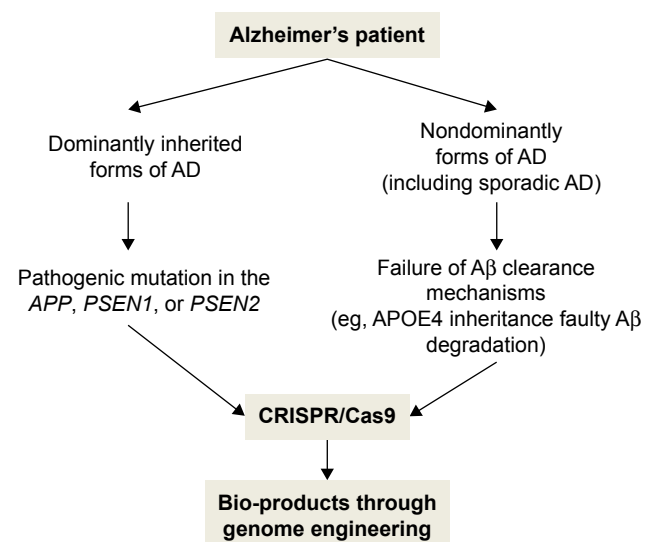 Alzheimer's patient
Dominantly inherited
forms of AD
Nondominantly
forms of AD
(including sporadic AD)
Pathogenic mutation in the
APP, PSEN1, or PSEN2
Failure of Aβ clearance
mechanisms
(eg, APOE4 inheritance faulty Aβ
degradation)
CRISPR/Cas9
Bio-products through
genome engineering